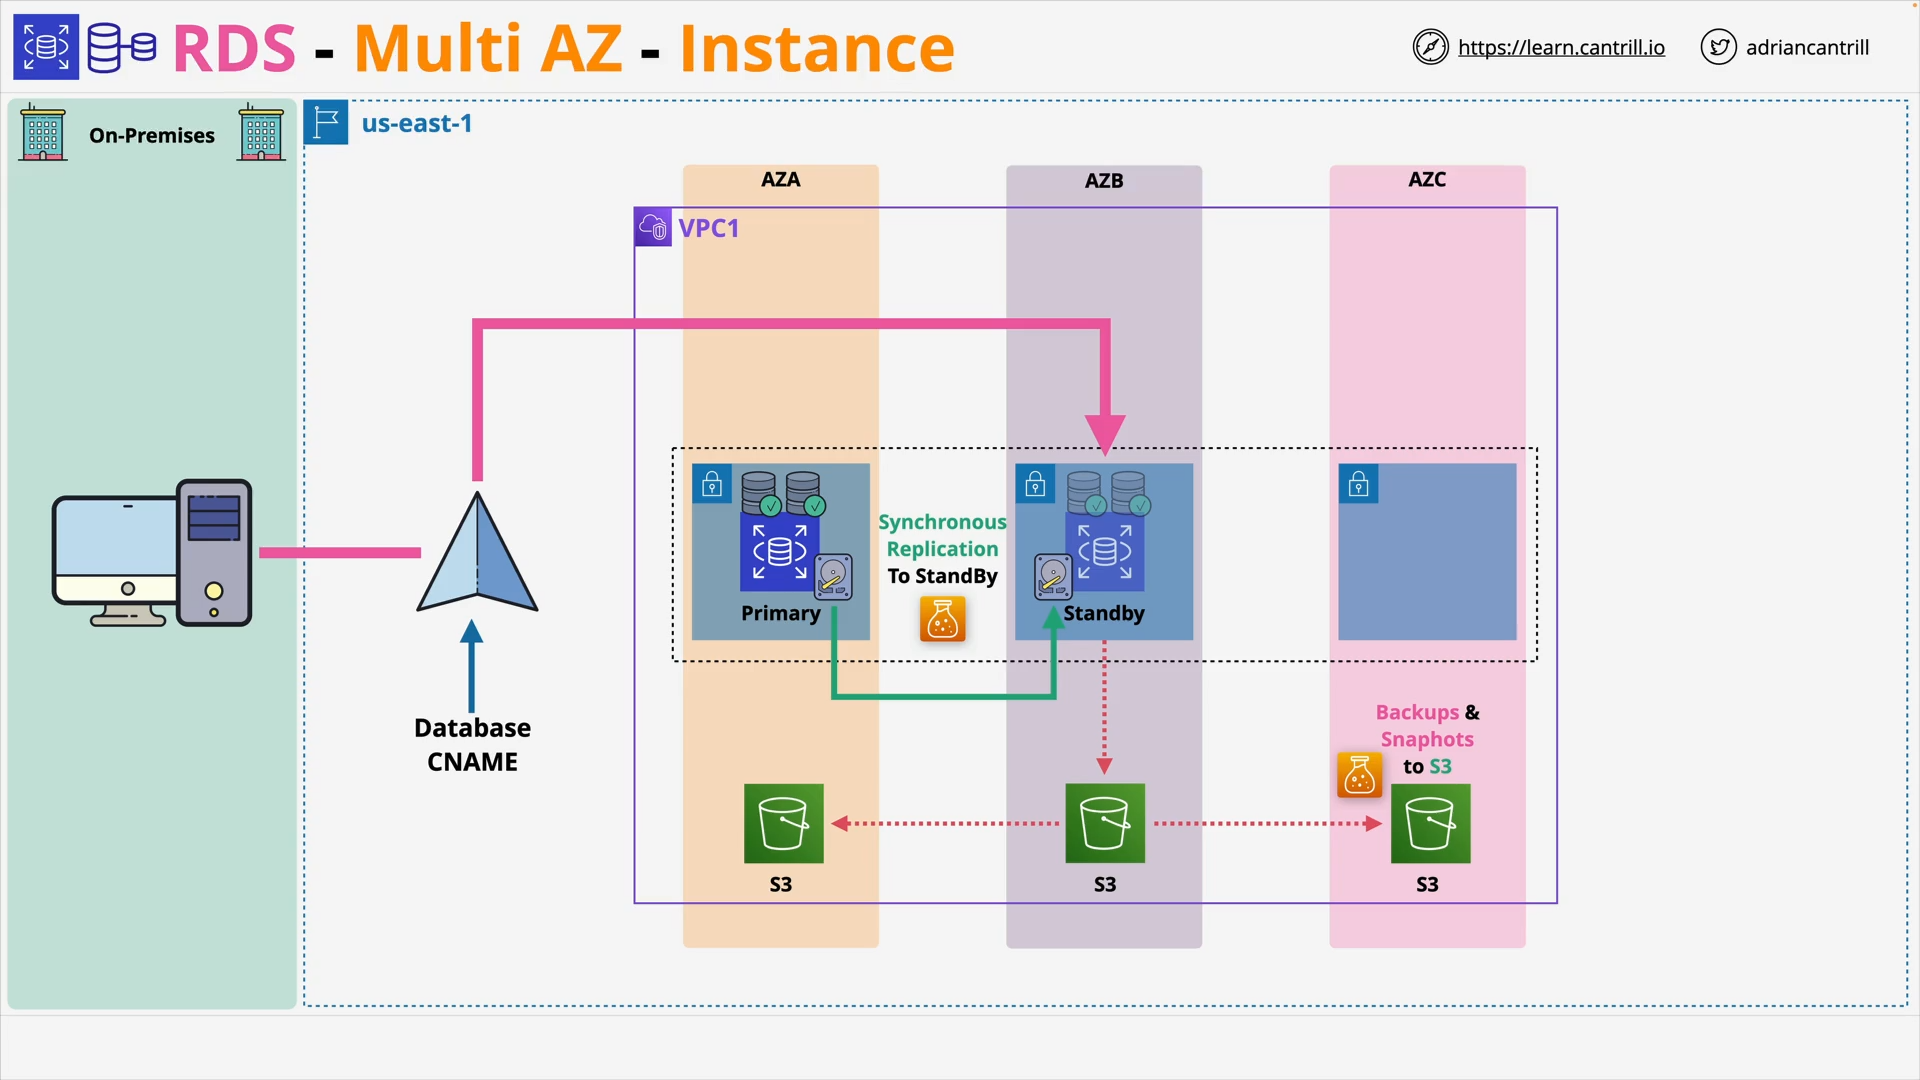 RDS - Multi AZ - Instance
https://learn.cantrill.io
adriancantrill
On-Premises
us-east-1
AZA
AZB
AZC
VPC1
Synchronous
Replication
To StandBy
Primary
Standby
Database
CNAME
Backups &
Snaphots
to S3
S3
S3
S3